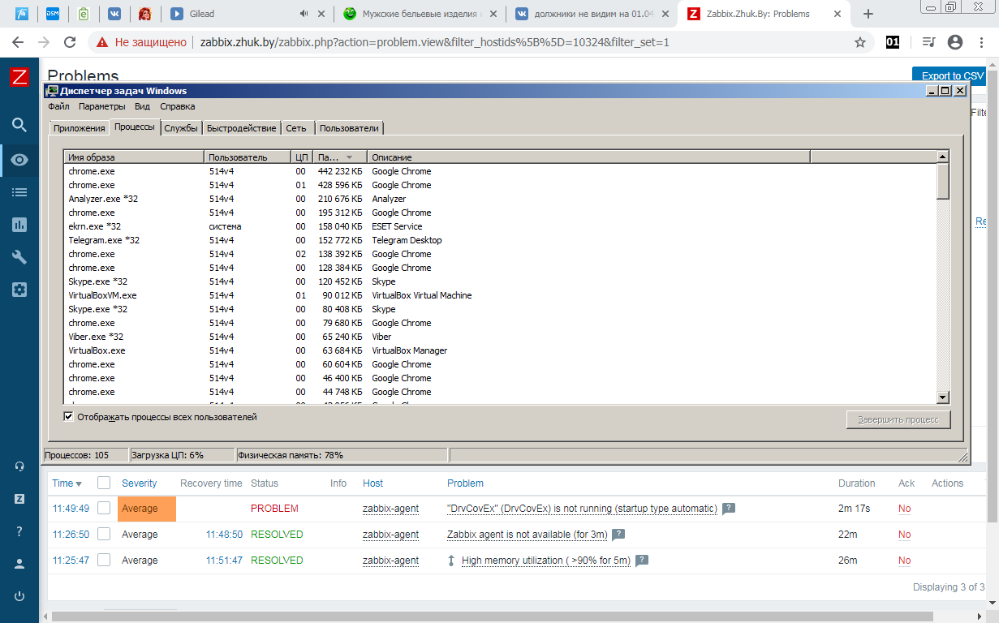 DSM
Gilead
Мужские бельевые изделия
должники не видим на 01.04
Zabbix.Zhuk.By: Problems
Не защищено
zabbix.zhuk.by/zabbix.php?action=problem.view&filter_hostids%5B%5D=10324&filter_set=1
01
Z
Problems
Export to CSV
Диспетчер задач Windows
Файл Параметры Вид Справка
Приложения Процессы Службы Быстродействие Сеть Пользователи
Имя образа Пользователь ЦП Па... Описание
chrome.exe 514v4 00 442 232 КБ Google Chrome
chrome.exe 514v4 01 428 596 КБ Google Chrome
Analyzer.exe *32 514v4 00 210 676 КБ Analyzer
chrome.exe 514v4 00 195 312 КБ Google Chrome
ekrn.exe *32 система 00 158 040 КБ ESET Service
Telegram.exe *32 514v4 00 152 772 КБ Telegram Desktop
chrome.exe 514v4 02 138 392 КБ Google Chrome
chrome.exe 514v4 00 128 384 КБ Google Chrome
Skype.exe *32 514v4 00 120 452 КБ Skype
VirtualBoxVM.exe 514v4 01 90 012 КБ VirtualBox Virtual Machine
Skype.exe *32 514v4 00 80 408 КБ Skype
chrome.exe 514v4 00 79 680 КБ Google Chrome
Viber.exe *32 514v4 00 65 240 КБ Viber
VirtualBox.exe 514v4 00 63 684 КБ VirtualBox Manager
chrome.exe 514v4 00 60 604 КБ Google Chrome
chrome.exe 514v4 00 46 400 КБ Google Chrome
chrome.exe 514v4 00 44 748 КБ Google Chrome
Отображать процессы всех пользователей
Завершить процесс
Процессов: 105 Загрузка ЦП: 6% Физическая память: 78%
Filte
Re
Time Severity Recovery time Status Info Host Problem Duration Ack Actions
11:49:49 Average PROBLEM zabbix-agent "DrvCovEx" (DrvCovEx) is not running (startup type automatic) ? 2m 17s No
11:26:50 Average 11:48:50 RESOLVED zabbix-agent Zabbix agent is not available (for 3m) ? 22m No
11:25:47 Average 11:51:47 RESOLVED zabbix-agent High memory utilization ( >90% for 5m) ? 26m No
Displaying 3 of 3
Z
?